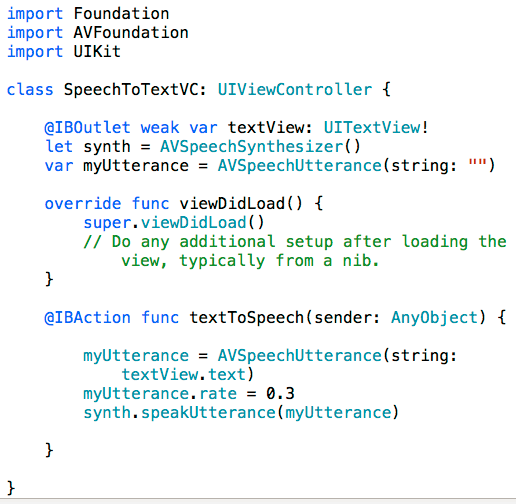 import Foundation
import AVFoundation
import UIKit

class SpeechToTextVC: UIViewController {

    @IBOutlet weak var textView: UITextView!
    let synth = AVSpeechSynthesizer()
    var myUtterance = AVSpeechUtterance(string: "")

    override func viewDidLoad() {
        super.viewDidLoad()
        // Do any additional setup after loading the
            view, typically from a nib.
    }

    @IBAction func textToSpeech(sender: AnyObject) {

        myUtterance = AVSpeechUtterance(string:
            textView.text)
        myUtterance.rate = 0.3
        synth.speakUtterance(myUtterance)

    }

}